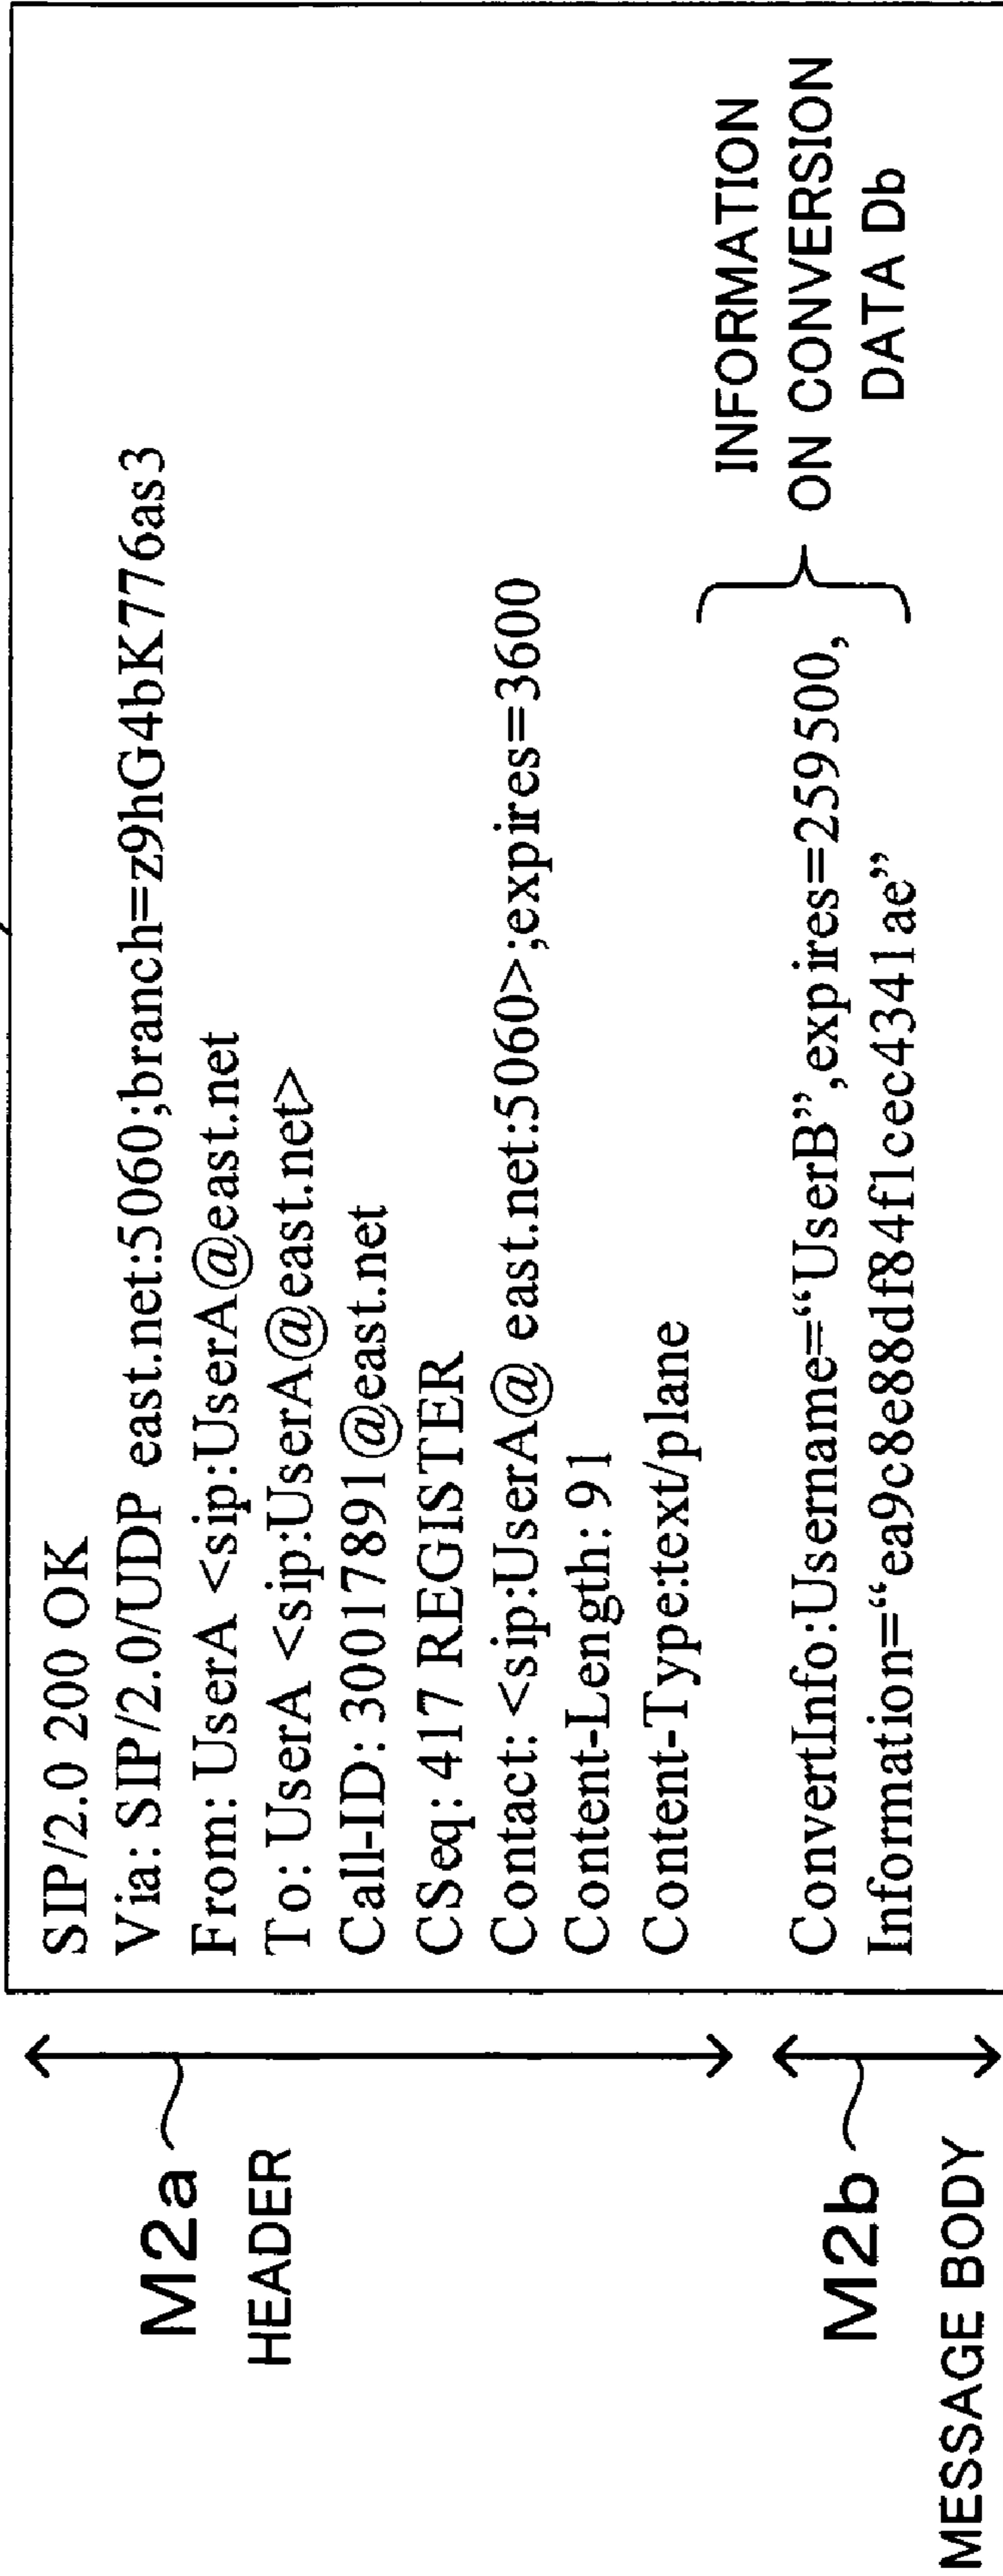 M2a
HEADER
SIP/2.0 200 OK
Via: SIP/2.0/UDP east.net:5060;branch=z9hG4bK776as3
From: UserA <sip:UserA@east.net
To: UserA <sip:UserA@east.net>
Call-ID: 30017891@east.net
CSeq: 417 REGISTER
Contact: <sip:UserA@ east.net:5060>;expires=3600
Content-Length: 91
Content-Type:text/plane
M2b
MESSAGE BODY
ConvertInfo:Username=“UserB”,expires=259500,
Information=“ea9c8e88df84f1cec4341ae”
INFORMATION
ON CONVERSION
DATA Db